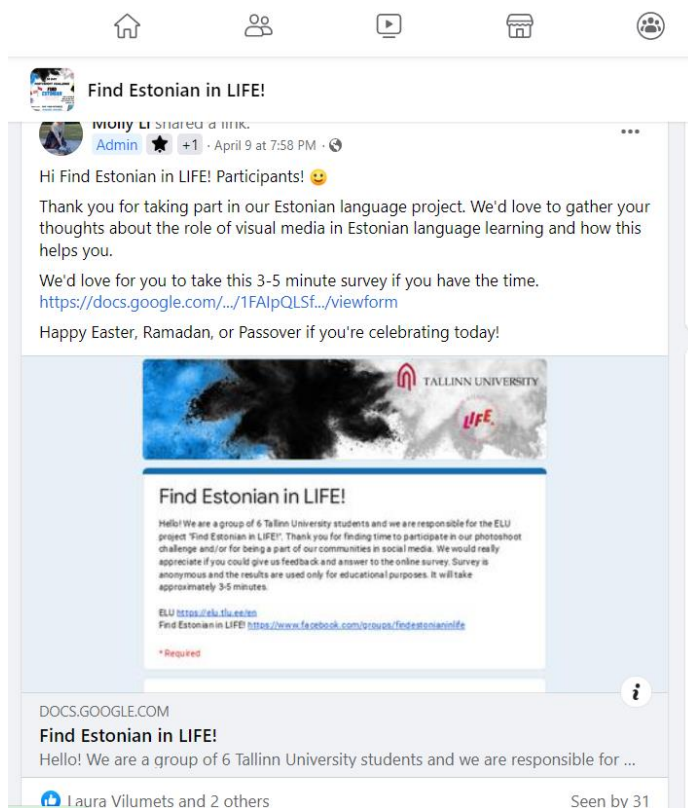 Find Estonian in LIFE!
Molly Li shared a link.
Admin +1 · April 9 at 7:58 PM ·
Hi Find Estonian in LIFE! Participants! 😃
Thank you for taking part in our Estonian language project. We'd love to gather your
thoughts about the role of visual media in Estonian language learning and how this
helps you.
We'd love for you to take this 3-5 minute survey if you have the time.
https://docs.google.com/.../1FAIpQLSf.../viewform
Happy Easter, Ramadan, or Passover if you're celebrating today!
TALLINN UNIVERSITY
LIFE
Find Estonian in LIFE!
Hello! We are a group of 6 Tallinn University students and we are responsible for the ELU
project "Find Estonian in LIFE!". Thank you for finding time to participate in our photoshoot
challenge and/or for being a part of our communities in social media. We would really
appreciate if you could give us feedback and answer to the online survey. Survey is
anonymous and the results are used only for educational purposes. It will take
approximately 3-5 minutes.
ELU https://elu.tlu.ee/en
Find Estonian in LIFE! https://www.facebook.com/groups/findestonianinlife
* Required
DOCS.GOOGLE.COM
Find Estonian in LIFE!
Hello! We are a group of 6 Tallinn University students and we are responsible for ...
Laura Vilumets and 2 others
Seen by 31